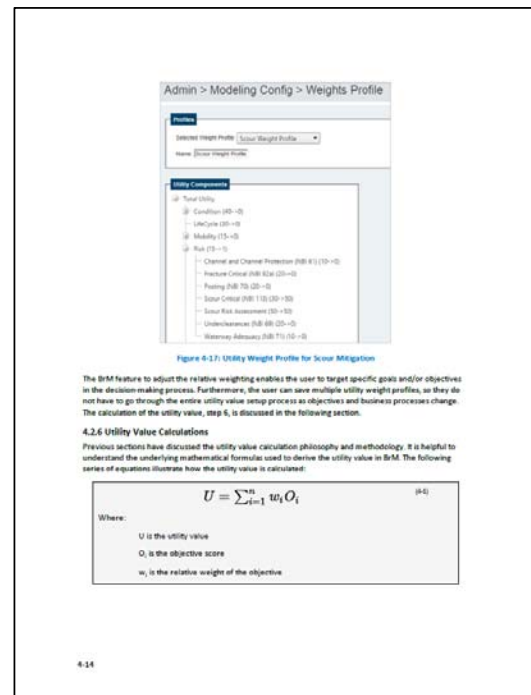 Admin > Modeling Config > Weights Profile
Profiles
Selected Weight Profile: Scour Weight Profile
Name: Scour Weight Profile
Utility Components
Total Utility
Condition (40->0)
LifeCycle (30->0)
Mobility (15->0)
Channel and Channel Protection (NBI 61) (10->0)
Fracture Critical (NBI 92a) (20->0)
Posting (NBI 70) (20->0)
Scour Critical (NBI 113) (30->50)
Scour Risk Assessment (50->50)
Underclearances (NBI 69) (20->0)
Waterway Adequacy (NBI 71) (10->0)
Figure 4-17: Utility Weight Profile for Scour Mitigation
The BrM feature to adjust the relative weighting enables the user to target specific goals and/or objectives
in the decision-making process. Furthermore, the user can save multiple utility weight profiles, so they do
not have to go through the entire utility value setup process as objectives and business processes change.
The calculation of the utility value, step 6, is discussed in the following section.
4.2.6 Utility Value Calculations
Previous sections have discussed the utility value calculation philosophy and methodology. It is helpful to
understand the underlying mathematical formulas used to derive the utility value in BrM. The following
series of equations illustrate how the utility value is calculated:
U = ∑ⁿᵢ₌₁ wᵢOᵢ (4-1)
Where:
U is the utility value
Oᵢ is the objective score
wᵢ is the relative weight of the objective
4-14